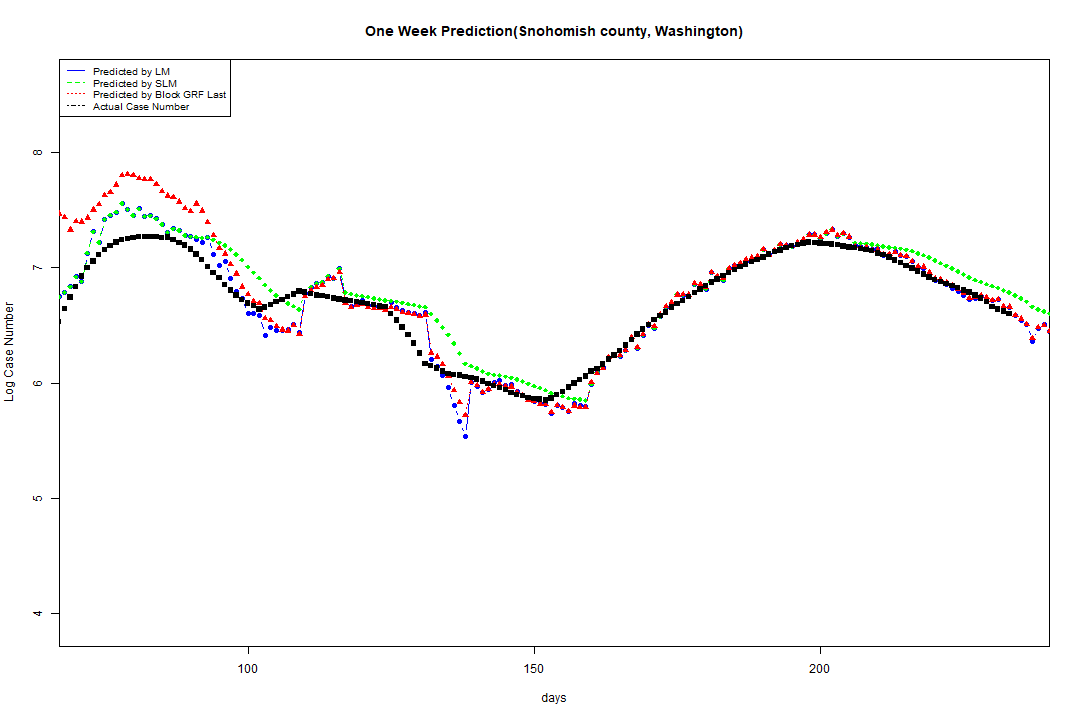 One Week Prediction(Snohomish county, Washington)
Predicted by LM
Predicted by SLM
Predicted by Block GRF Last
Actual Case Number
8
7
6
5
4
Log Case Number
100 150 200
days